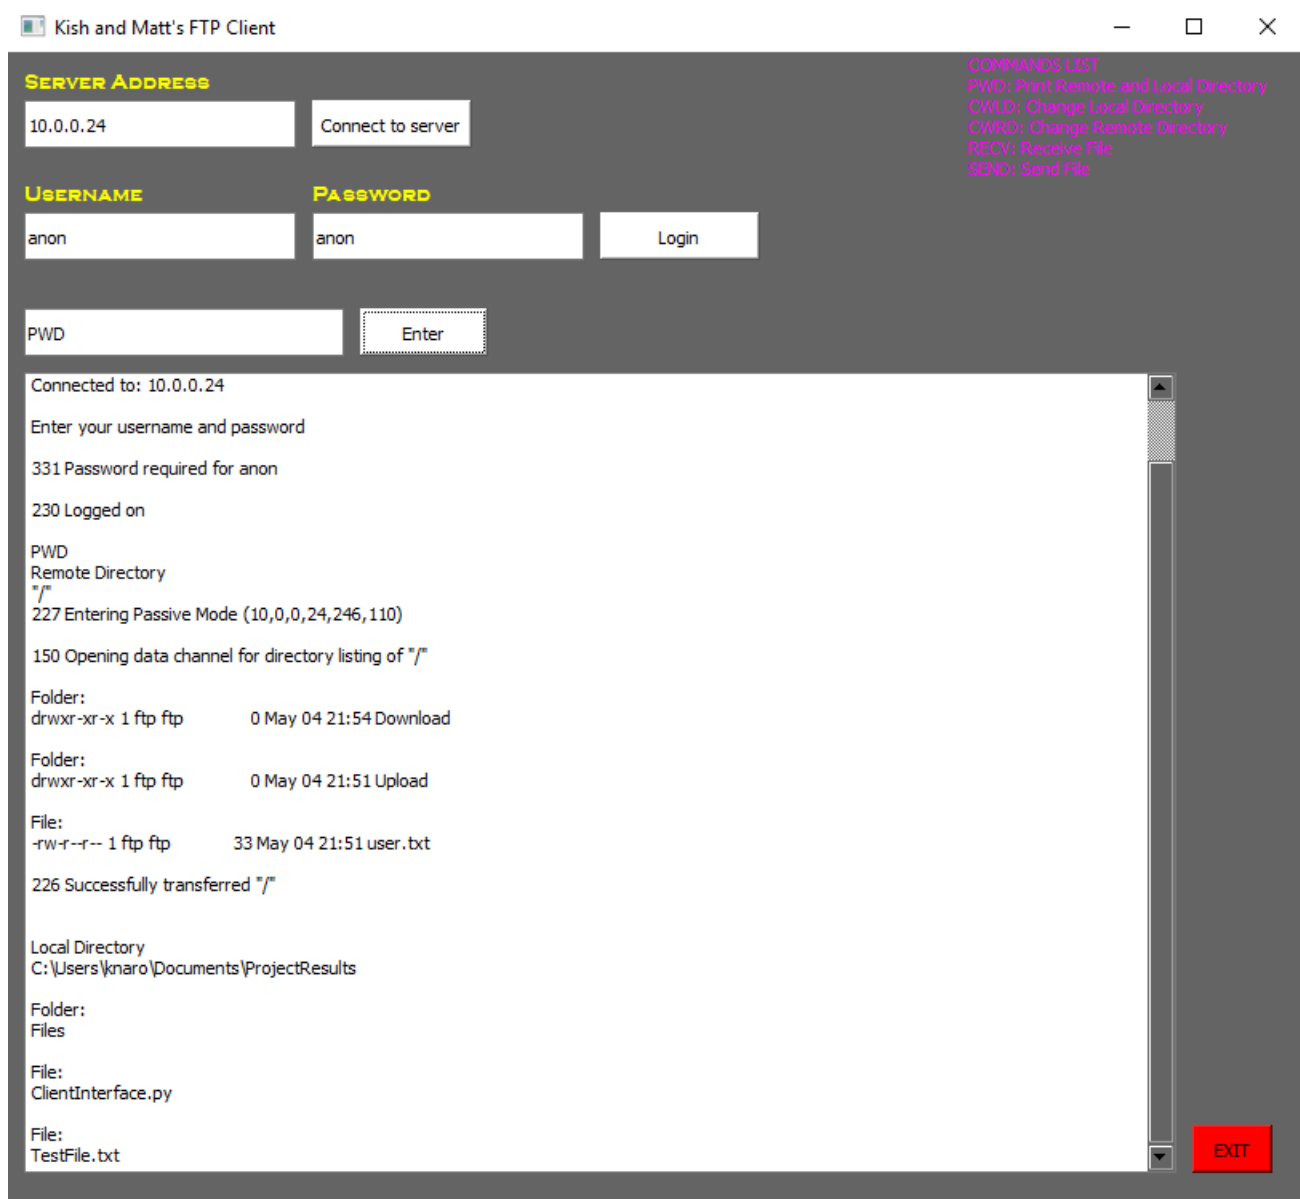 Kish and Matt's FTP Client
SERVER ADDRESS
10.0.0.24
Connect to server
COMMANDS LIST
PWD: Print Remote and Local Directory
CWLD: Change Local Directory
CWRD: Change Remote Directory
RECV: Receive File
SEND: Send File
USERNAME
PASSWORD
anon
anon
Login
PWD
Enter
Connected to: 10.0.0.24
Enter your username and password
331 Password required for anon
230 Logged on
PWD
Remote Directory
"/"
227 Entering Passive Mode (10,0,0,24,246,110)
150 Opening data channel for directory listing of "/"
Folder:
drwxr-xr-x 1 ftp ftp 0 May 04 21:54 Download
Folder:
drwxr-xr-x 1 ftp ftp 0 May 04 21:51 Upload
File:
-rw-r--r-- 1 ftp ftp 33 May 04 21:51 user.txt
226 Successfully transferred "/"
Local Directory
C:\Users\knaro\Documents\ProjectResults
Folder:
Files
File:
ClientInterface.py
File:
TestFile.txt
EXIT